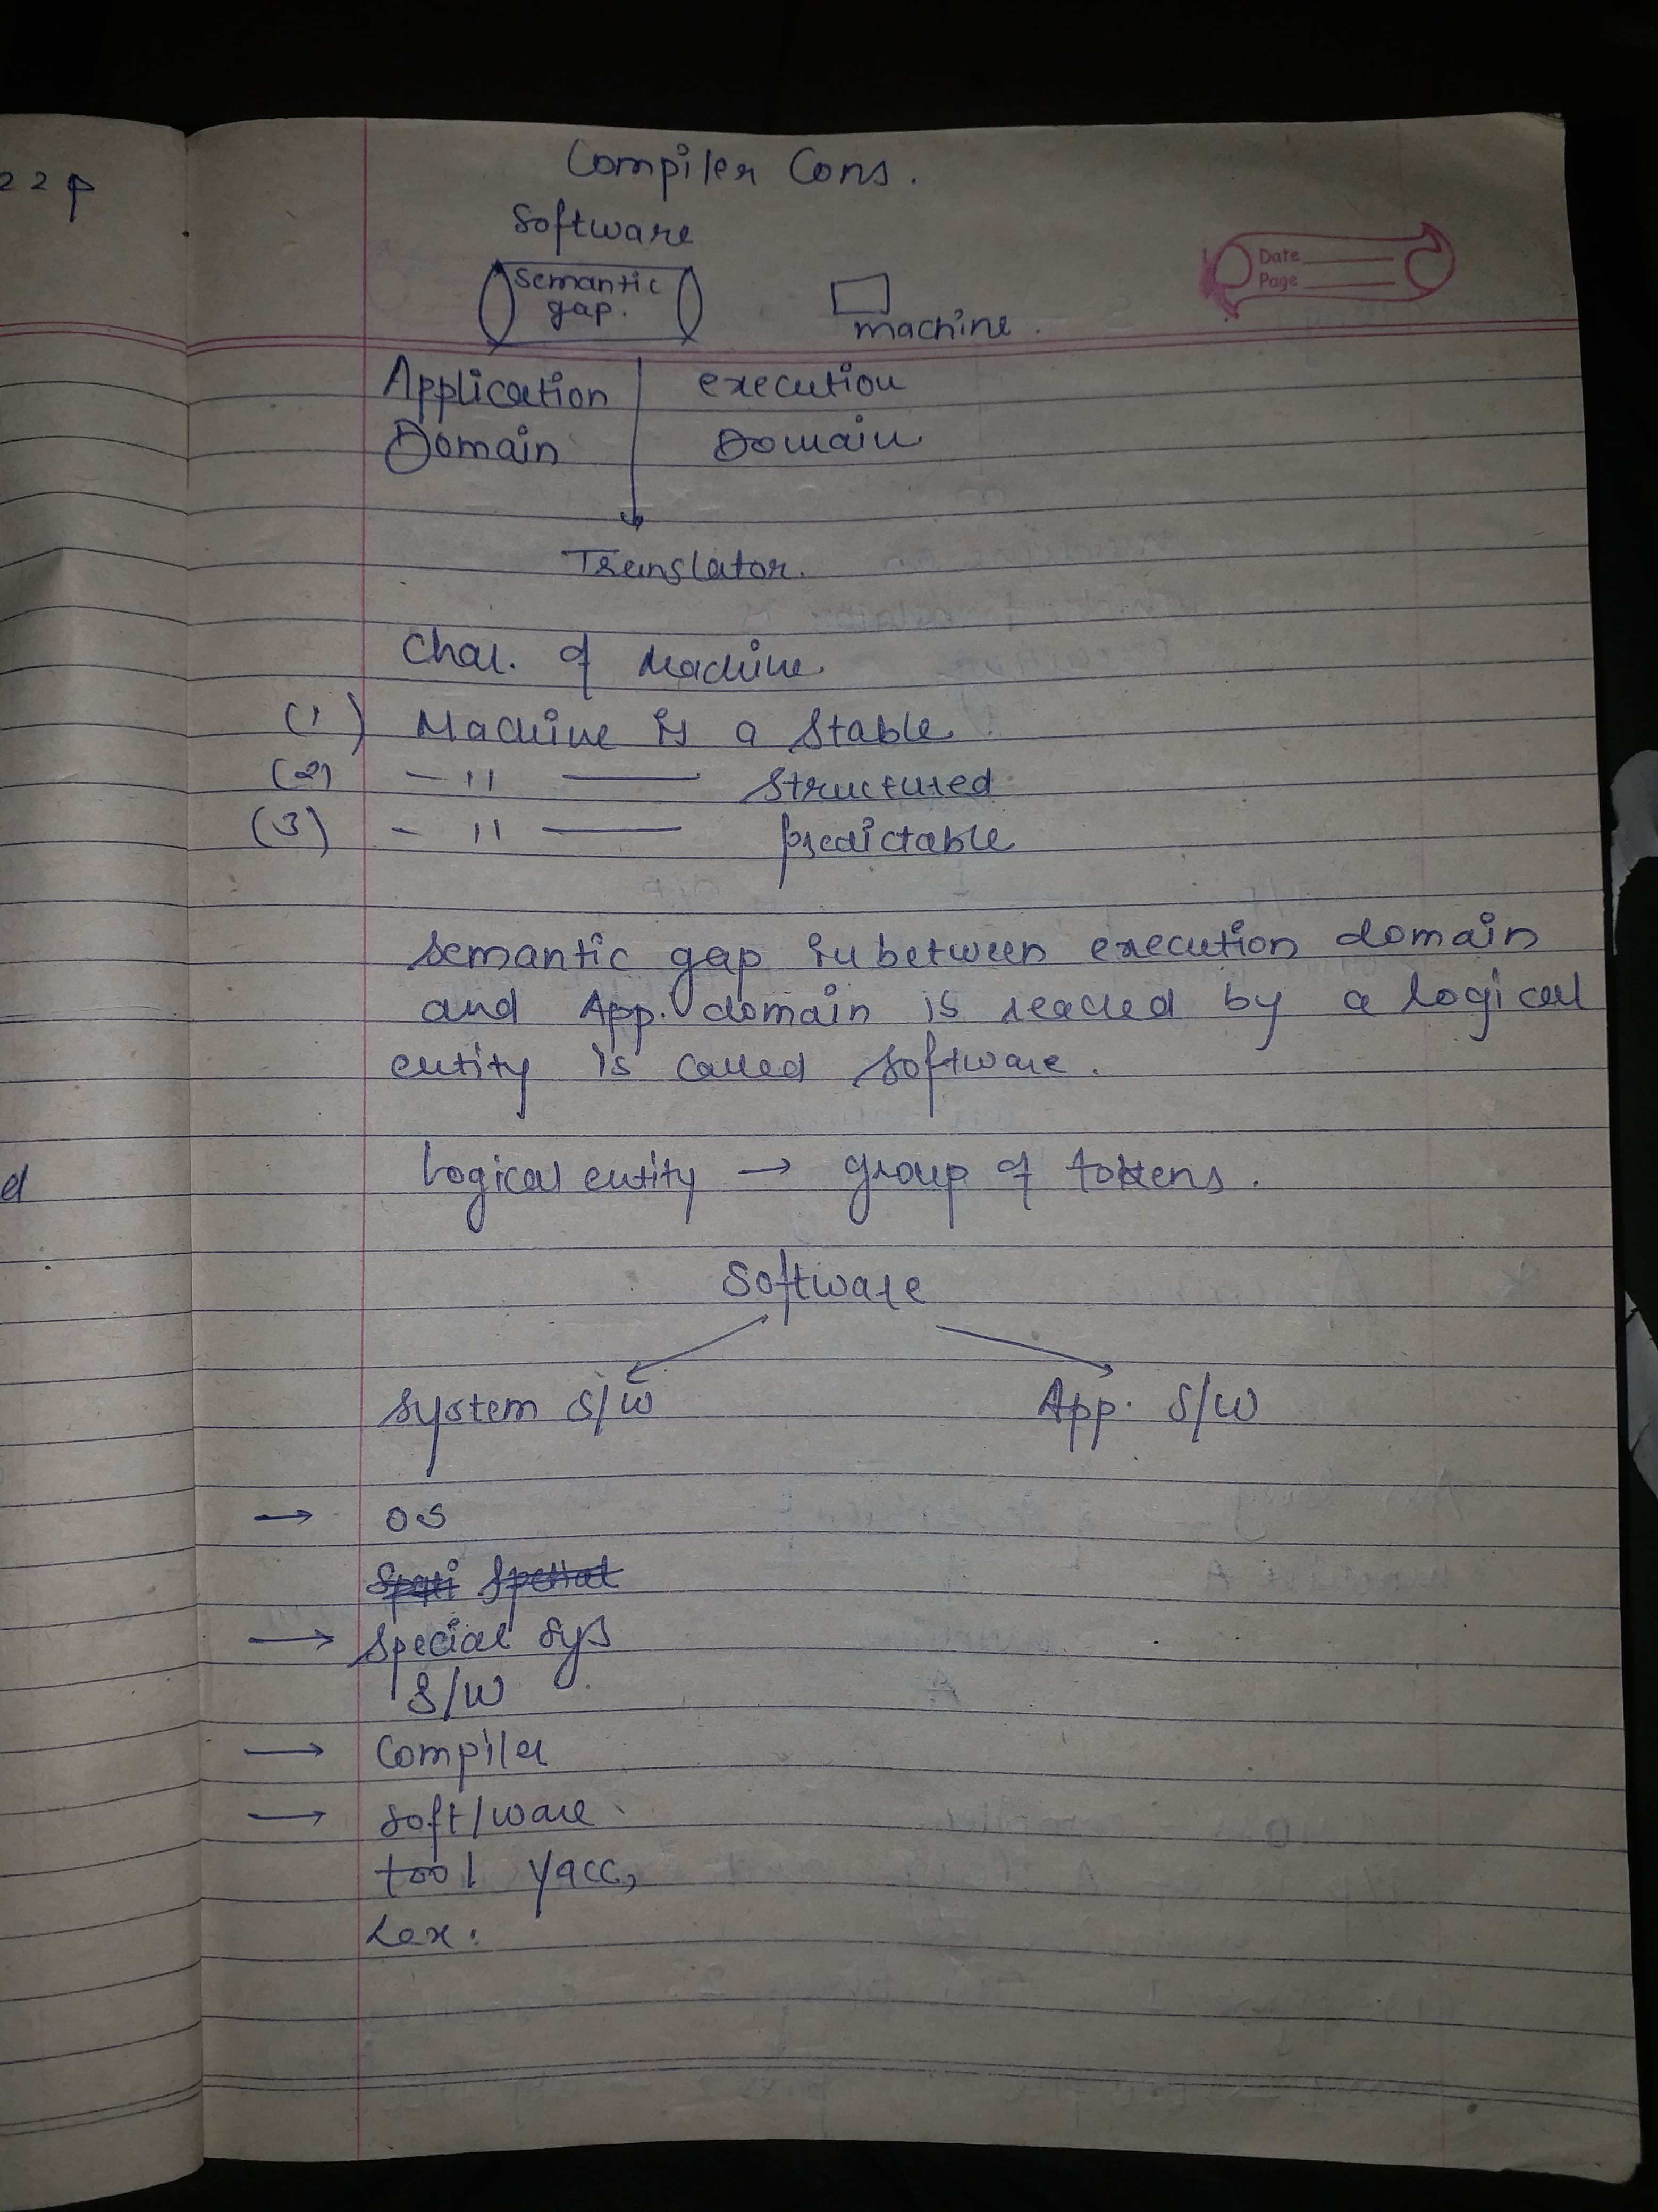 22p
Compiler Cons.
Software
Date
Page
Semantic
gap.
machine.
Application execution
Domain Domain
Translator.
Char. of Machine.
(1) Machine is a Stable
(2) – 11 — Structured
(3) – 11 — predictable
Semantic gap in between execution domain
and App. domain is reached by a logical
entity is called software.
Logical entity → group of tokens.
Software
System S/W App. S/W
→ OS
→ Special Sys
S/W
→ Compiler
→ Soft/ware
tool Yacc,
Lex.
d